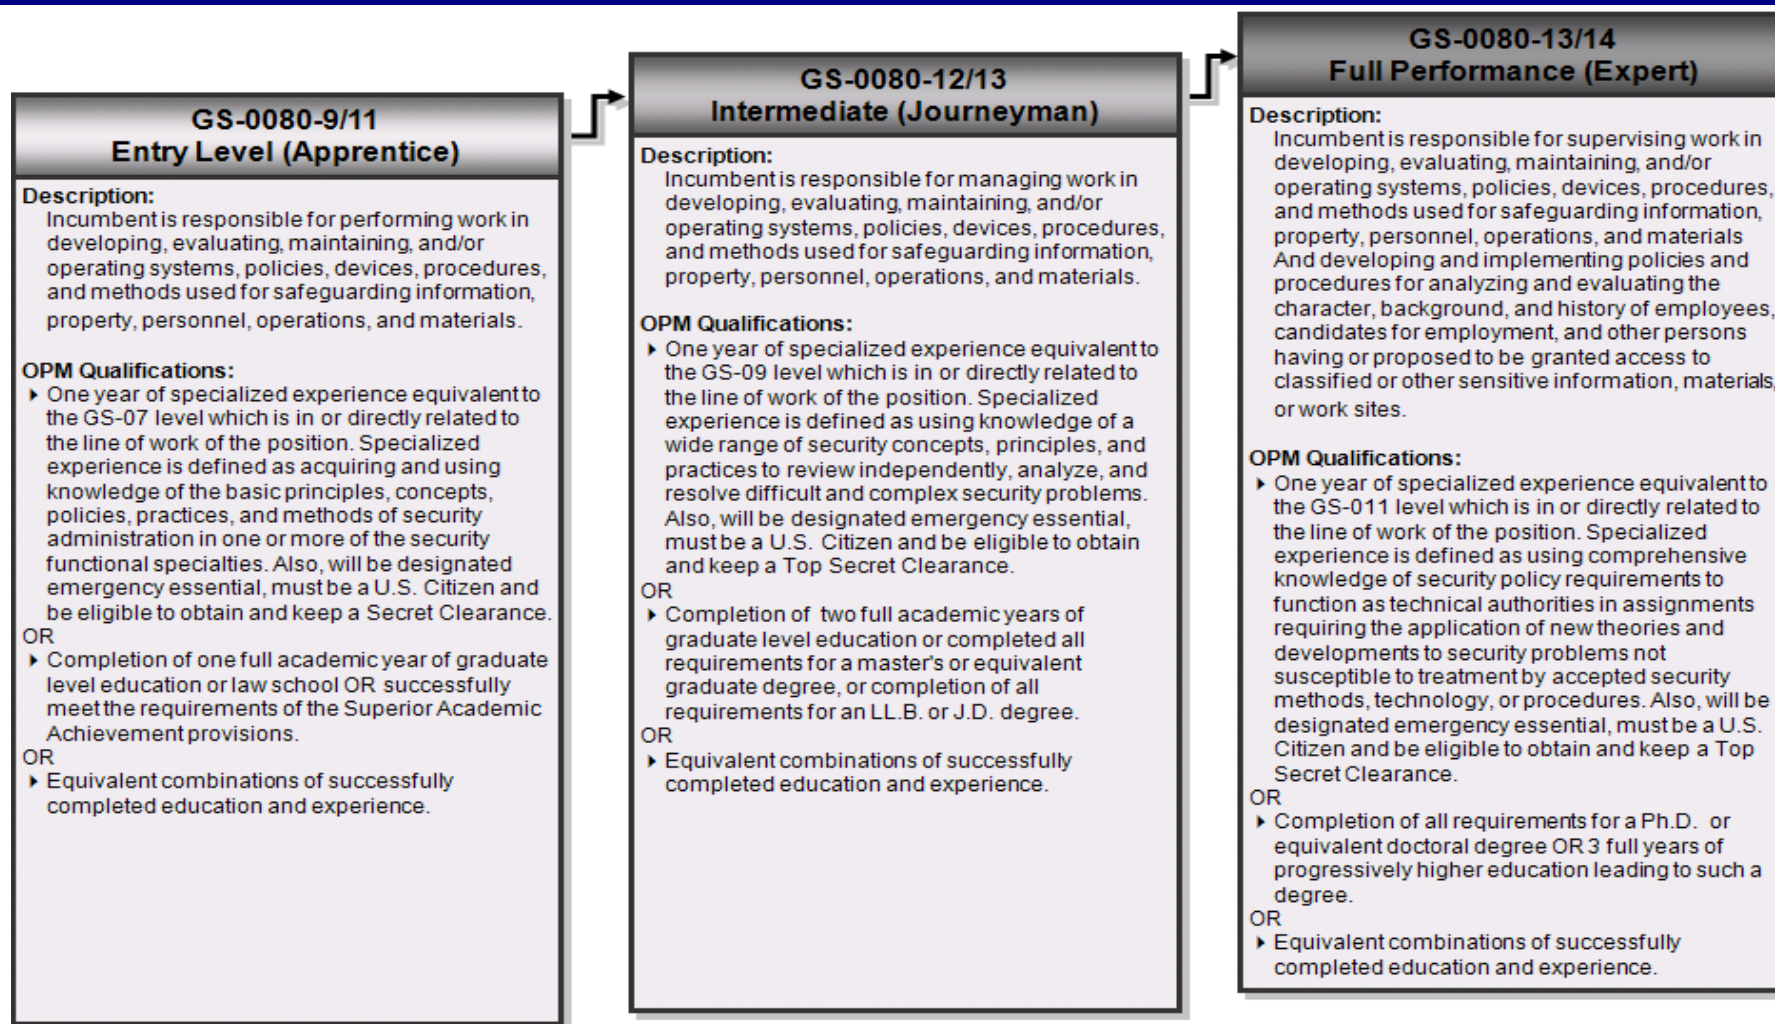 GS-0080-9/11
Entry Level (Apprentice)
Description:
Incumbent is responsible for performing work in
developing, evaluating, maintaining, and/or
operating systems, policies, devices, procedures,
and methods used for safeguarding information,
property, personnel, operations, and materials.
OPM Qualifications:
One year of specialized experience equivalent to
the GS-07 level which is in or directly related to
the line of work of the position. Specialized
experience is defined as acquiring and using
knowledge of the basic principles, concepts,
policies, practices, and methods of security
administration in one or more of the security
functional specialties. Also, will be designated
emergency essential, must be a U.S. Citizen and
be eligible to obtain and keep a Secret Clearance.
OR
Completion of one full academic year of graduate
level education or law school OR successfully
meet the requirements of the Superior Academic
Achievement provisions.
OR
Equivalent combinations of successfully
completed education and experience.
GS-0080-12/13
Intermediate (Journeyman)
Description:
Incumbent is responsible for managing work in
developing, evaluating, maintaining, and/or
operating systems, policies, devices, procedures,
and methods used for safeguarding information,
property, personnel, operations, and materials.
OPM Qualifications:
One year of specialized experience equivalent to
the GS-09 level which is in or directly related to
the line of work of the position. Specialized
experience is defined as using knowledge of a
wide range of security concepts, principles, and
practices to review independently, analyze, and
resolve difficult and complex security problems.
Also, will be designated emergency essential,
must be a U.S. Citizen and be eligible to obtain
and keep a Top Secret Clearance.
OR
Completion of two full academic years of
graduate level education or completed all
requirements for a master's or equivalent
graduate degree, or completion of all
requirements for an LL.B. or J.D. degree.
OR
Equivalent combinations of successfully
completed education and experience.
GS-0080-13/14
Full Performance (Expert)
Description:
Incumbent is responsible for supervising work in
developing, evaluating, maintaining, and/or
operating systems, policies, devices, procedures,
and methods used for safeguarding information,
property, personnel, operations, and materials
And developing and implementing policies and
procedures for analyzing and evaluating the
character, background, and history of employees,
candidates for employment, and other persons
having or proposed to be granted access to
classified or other sensitive information, materials,
or work sites.
OPM Qualifications:
One year of specialized experience equivalent to
the GS-011 level which is in or directly related to
the line of work of the position. Specialized
experience is defined as using comprehensive
knowledge of security policy requirements to
function as technical authorities in assignments
requiring the application of new theories and
developments to security problems not
susceptible to treatment by accepted security
methods, technology, or procedures. Also, will be
designated emergency essential, must be a U.S.
Citizen and be eligible to obtain and keep a Top
Secret Clearance.
OR
Completion of all requirements for a Ph.D. or
equivalent doctoral degree OR 3 full years of
progressively higher education leading to such a
degree.
OR
Equivalent combinations of successfully
completed education and experience.